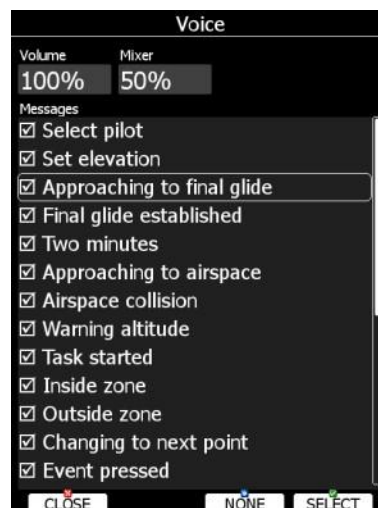 Voice
Volume Mixer
100% 50%
Messages
Select pilot
Set elevation
Approaching to final glide
Final glide established
Two minutes
Approaching to airspace
Airspace collision
Warning altitude
Task started
Inside zone
Outside zone
Changing to next point
Event pressed
CLOSE NONE SELECT